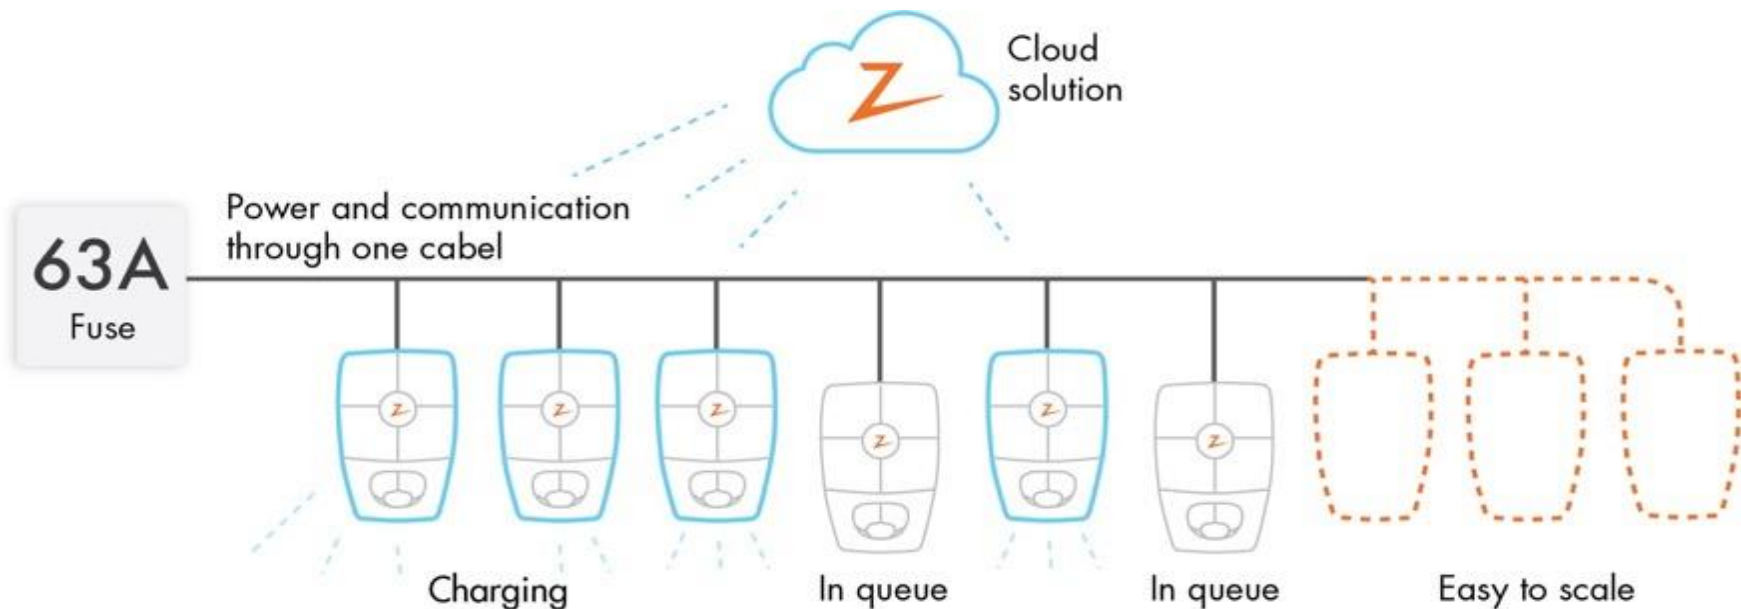 Cloud
solution
Power and communication
through one cabel
63A
Fuse
Charging
In queue
In queue
Easy to scale